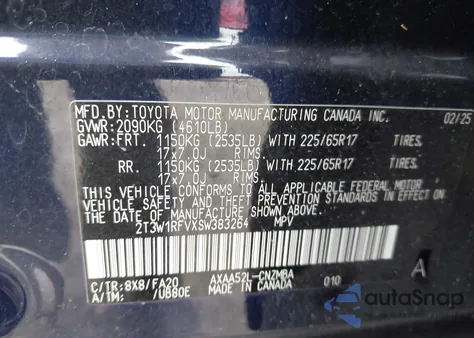 MFD.BY:TOYOTA MOTOR MANUFACTURING CANADA INC. 02/25
GVWR:2090KG (4610LB)
GAWR:FRT. 1150KG (2535LB) WITH 225/65R17 TIRES,
17x7.0J RIMS.
RR. 1150KG (2535LB) WITH 225/65R17 TIRES,
17x7.0J RIMS.
THIS VEHICLE CONFORMS TO ALL APPLICABLE FEDERAL MOTOR
VEHICLE SAFETY AND BUMPER STANDARDS IN EFFECT ON THE DATE
OF MANUFACTURE SHOWN ABOVE.
2T3W1RFVXSW383264 MPV
C/TR:8X8/FA20 AXAA52L-CNZMBA 010 A
A/TM: /UB80E MADE IN CANADA
autoSnap